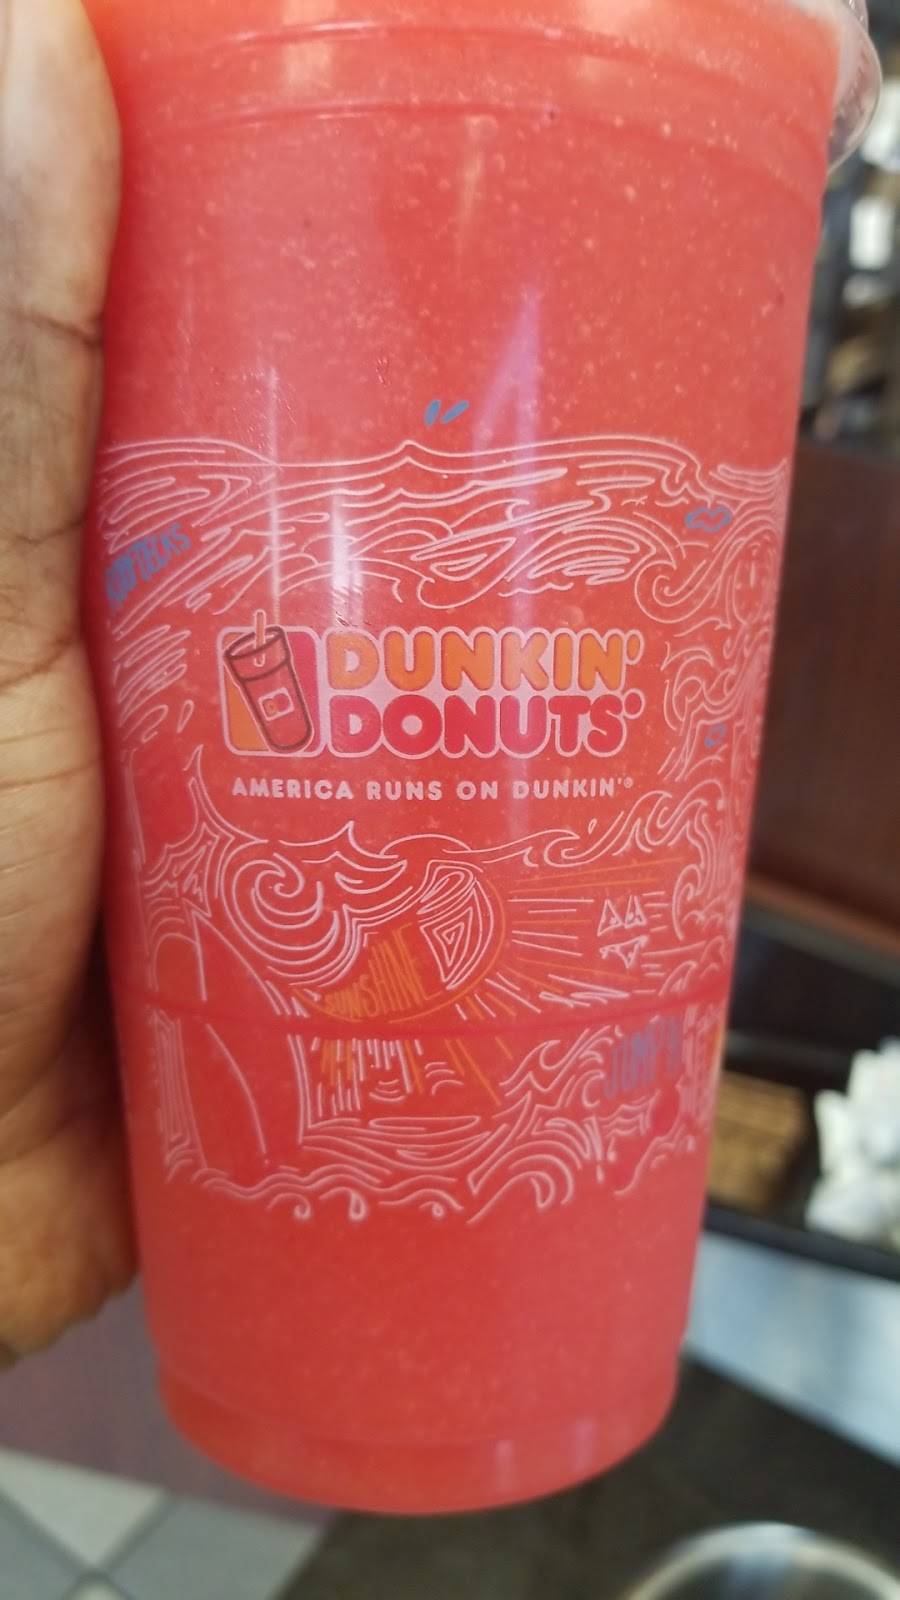 DUNKIN'
DONUTS®
AMERICA RUNS ON DUNKIN'®
SUNSHINE